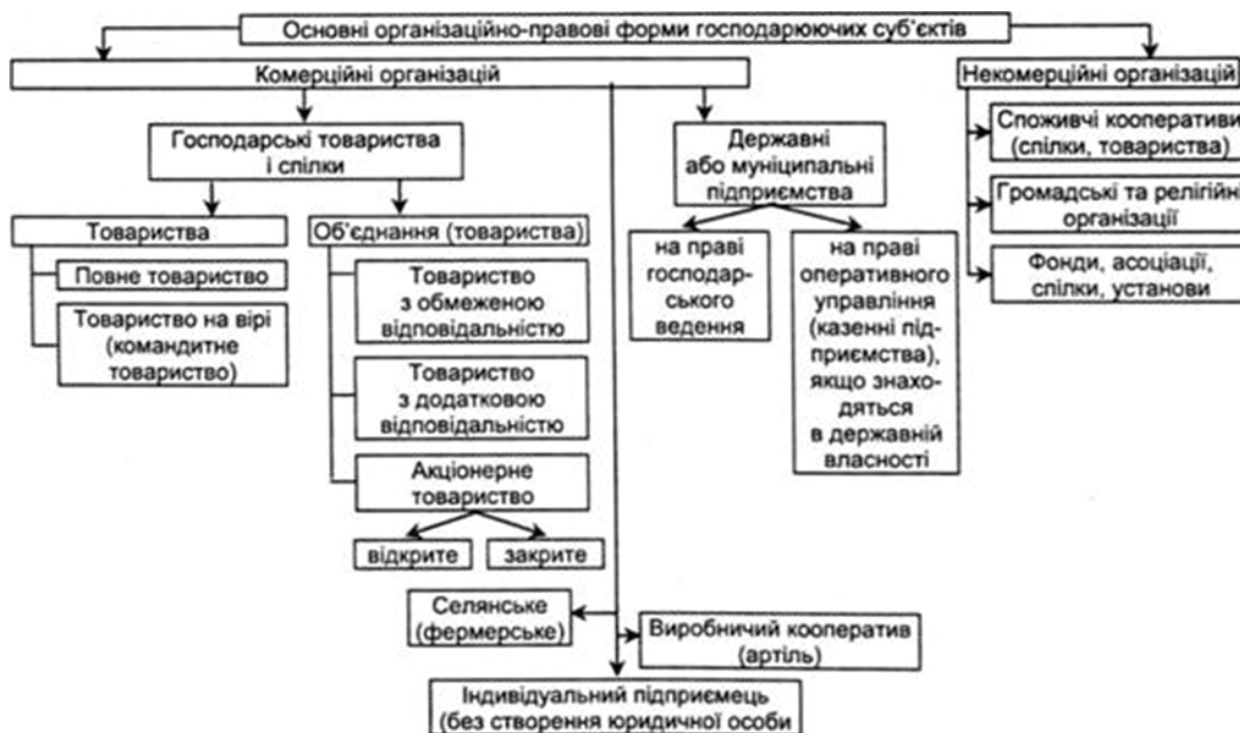 Основні організаційно-правові форми господарюючих суб'єктів
Комерційні організацій
Некомерційні організацій
Господарські товариства
і спілки
Державні
або муніципальні
підприємства
Споживчі кооперативи
(спілки, товариства)
Громадські та релігійні
організації
Фонди, асоціації,
спілки, установи
Товариства
Повне товариство
Товариство на вірі
(командитне
товариство)
Об'єднання (товариства)
Товариство
з обмеженою
відповідальністю
Товариство
з додатковою
відповідальністю
Акціонерне
товариство
відкрите
закрите
на праві
господар-
ського
ведення
на праві
оперативного
управління
(казенні під-
приємства),
якщо знахо-
дяться
в державній
власності
Селянське
(фермерське)
Виробничий кооператив
(артіль)
Індивідуальний підприємець
(без створення юридичної особи